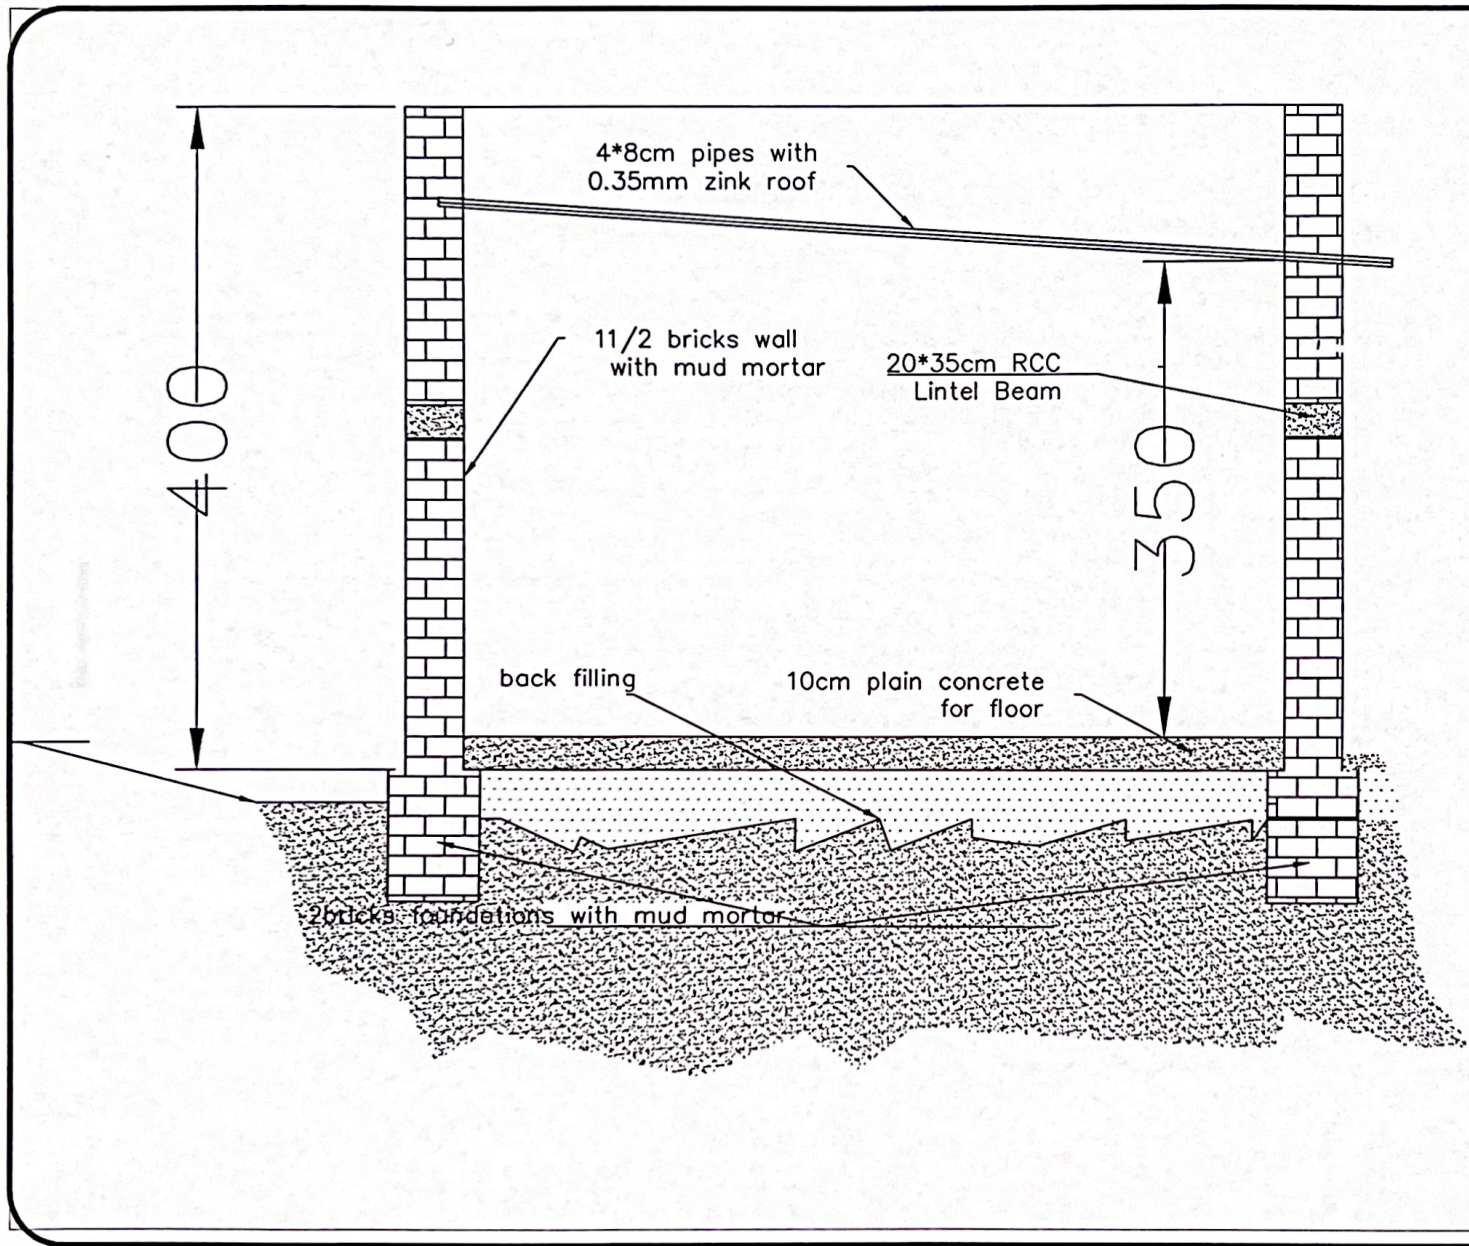 4*8cm pipes with
0.35mm zink roof
11/2 bricks wall
with mud mortar
20*35cm RCC
Lintel Beam
400
350
back filling
10cm plain concrete
for floor
2bricks foundations with mud mortar